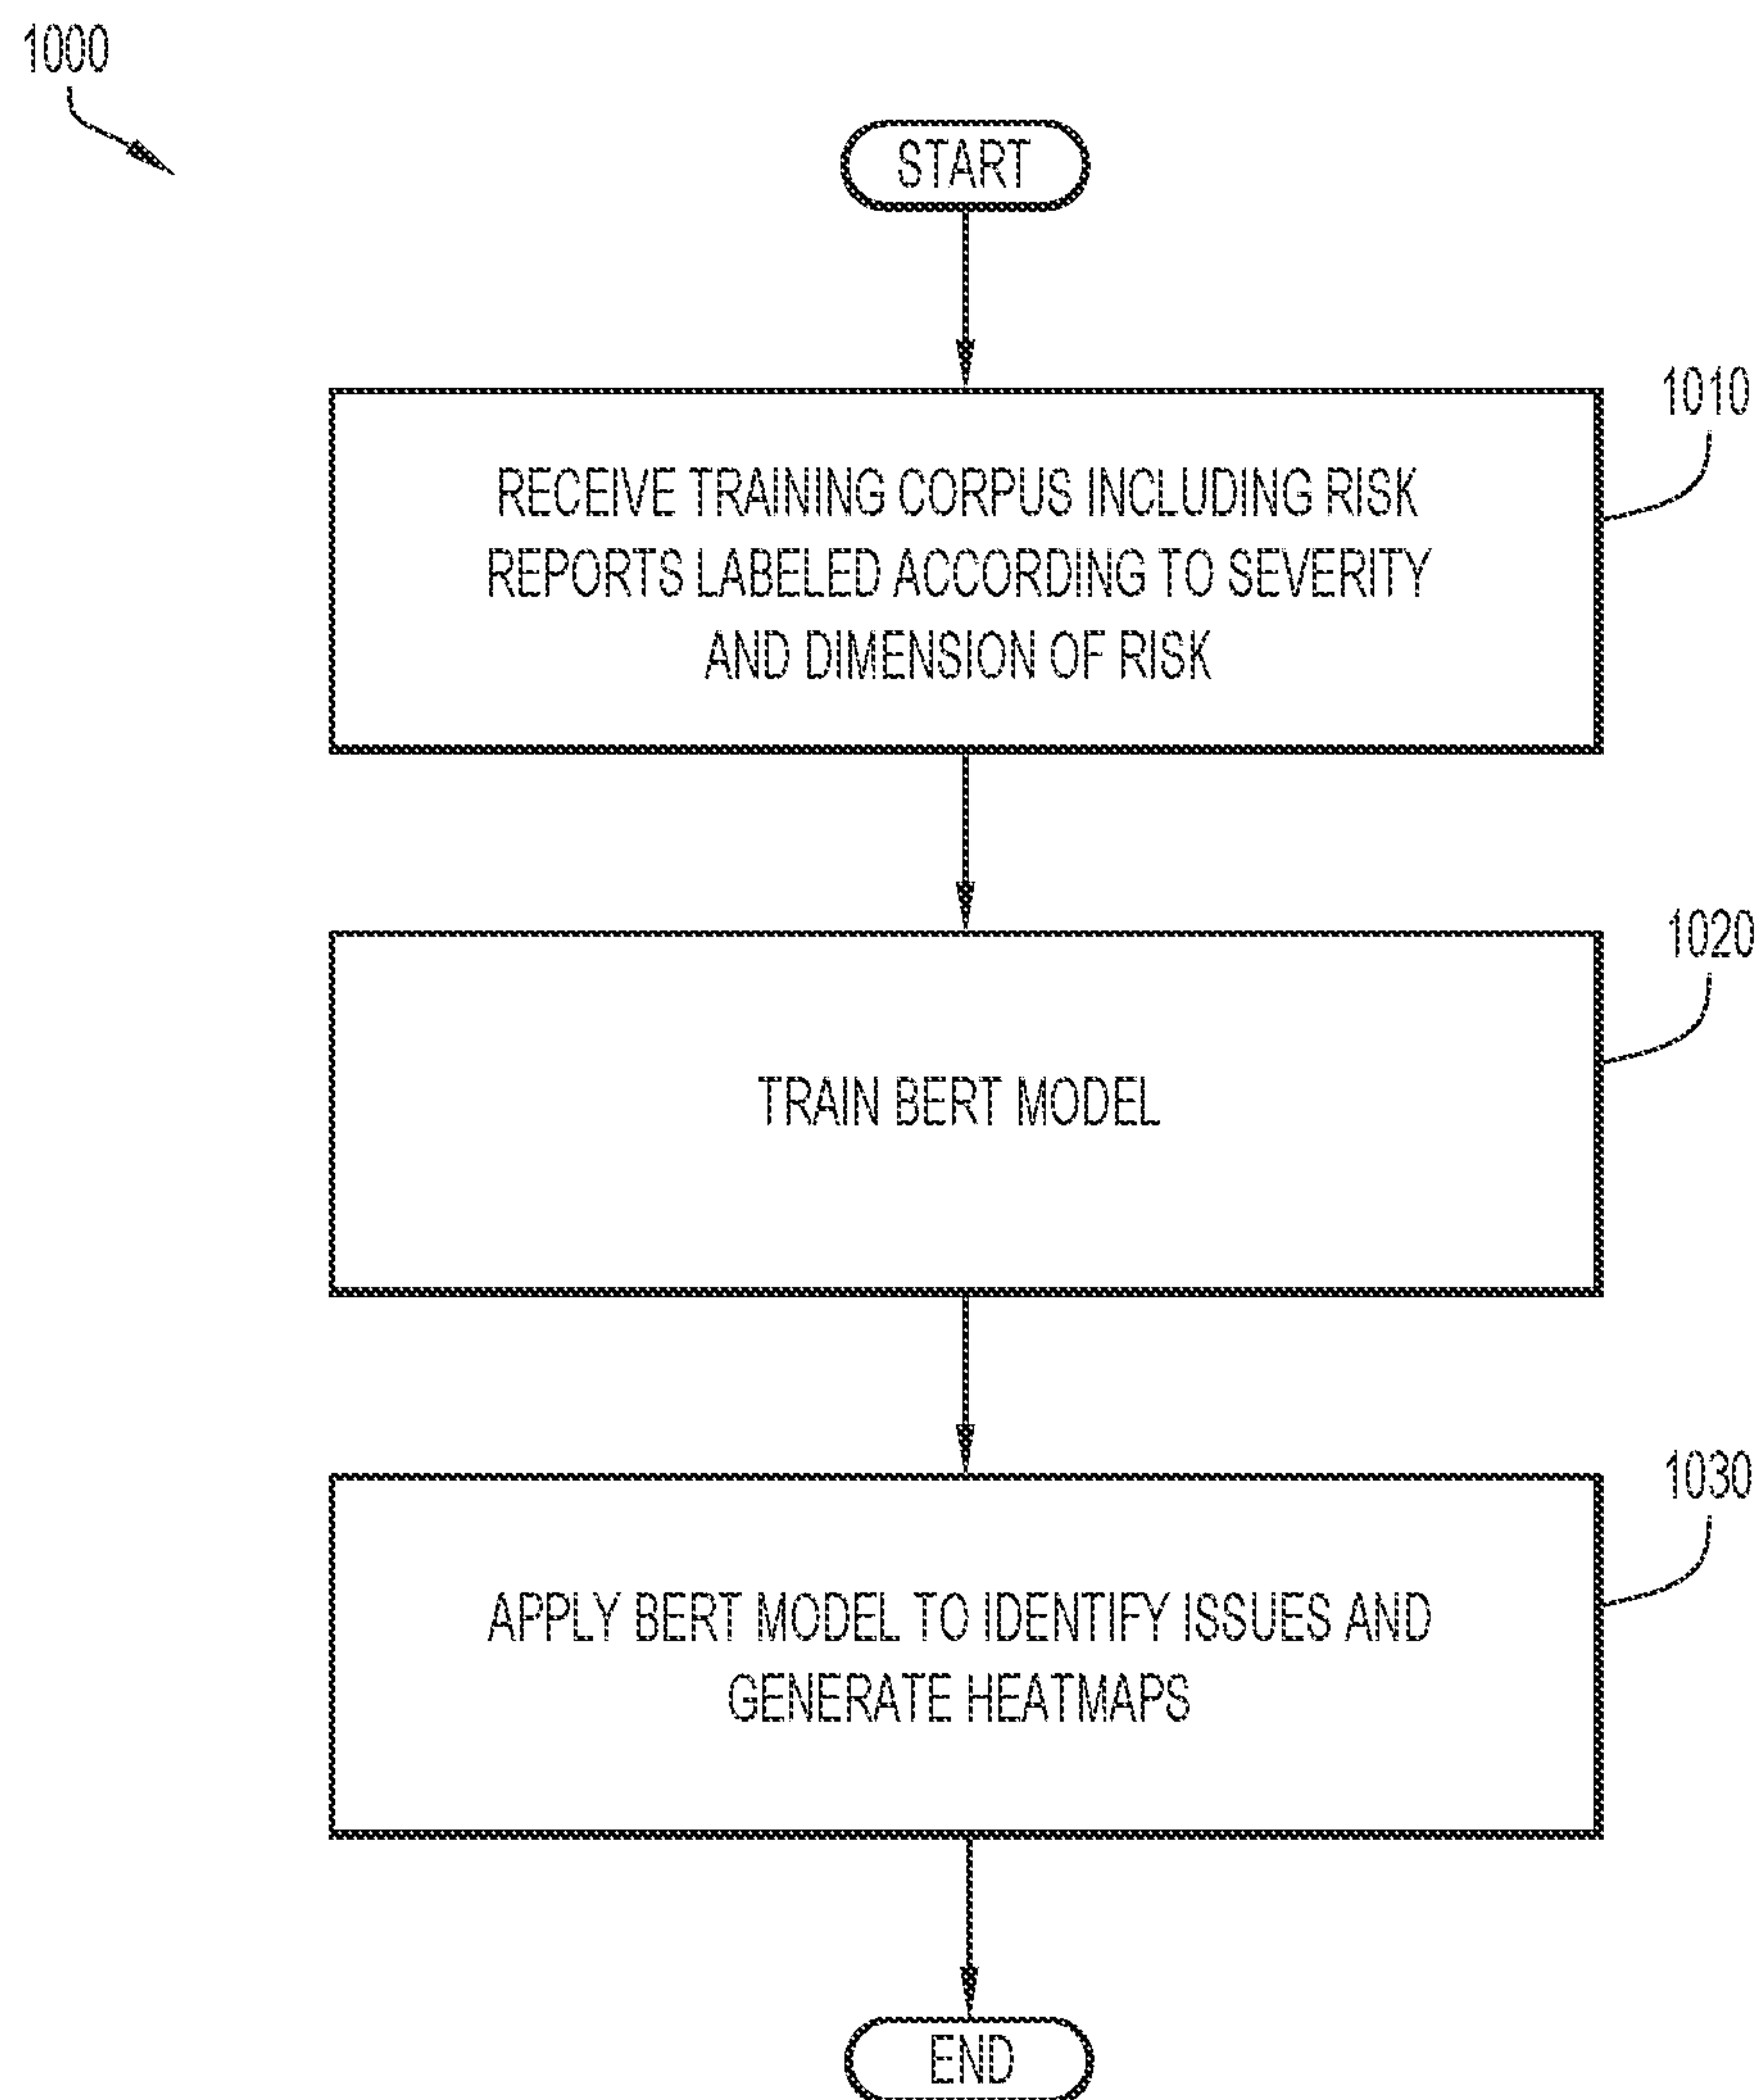 1000
START
1010
RECEIVE TRAINING CORPUS INCLUDING RISK
REPORTS LABELED ACCORDING TO SEVERITY
AND DIMENSION OF RISK
1020
TRAIN BERT MODEL
1030
APPLY BERT MODEL TO IDENTIFY ISSUES AND
GENERATE HEATMAPS
END